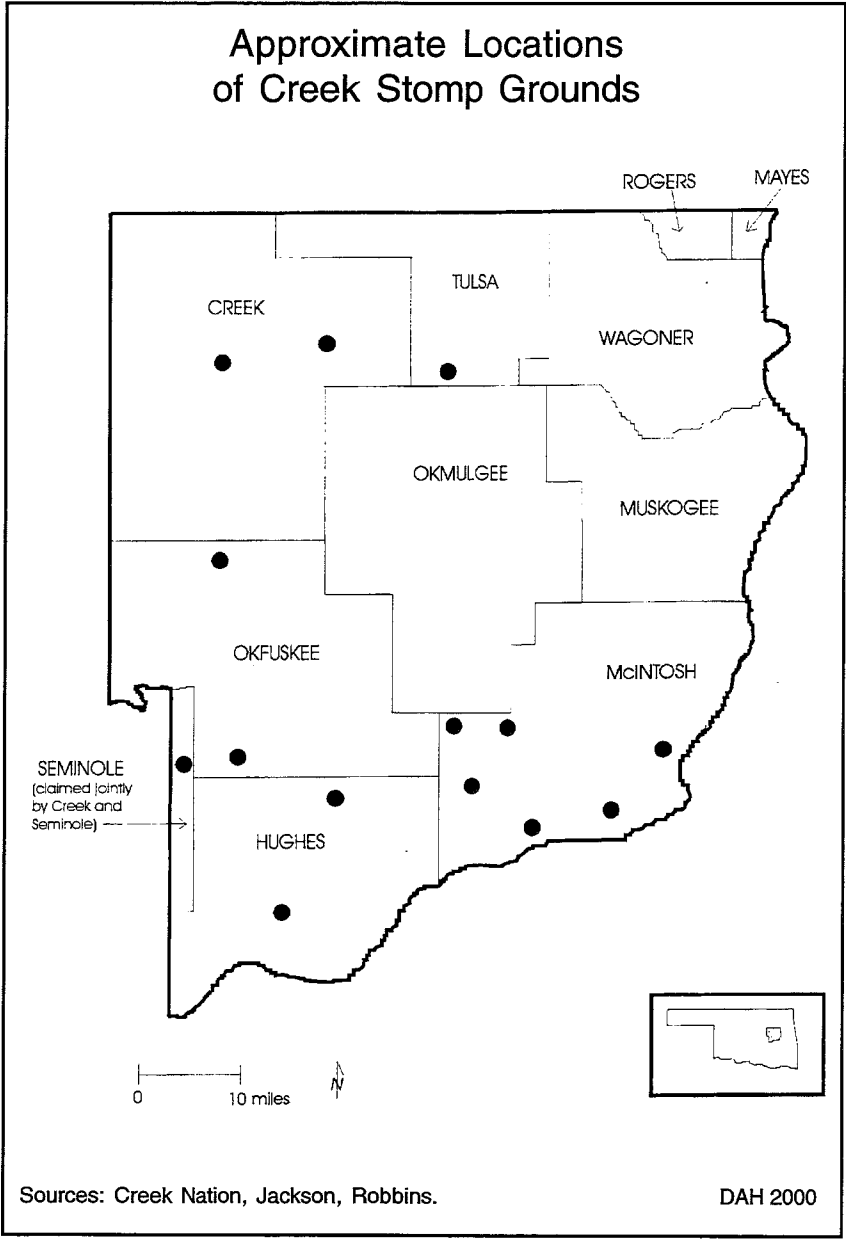 Approximate Locations
of Creek Stomp Grounds
ROGERS
MAYES
TULSA
CREEK
WAGONER
OKMULGEE
MUSKOGEE
OKFUSKEE
McINTOSH
SEMINOLE
(claimed jointly
by Creek and
Seminole)
HUGHES
N
0
10 miles
Sources: Creek Nation, Jackson, Robbins.
DAH 2000